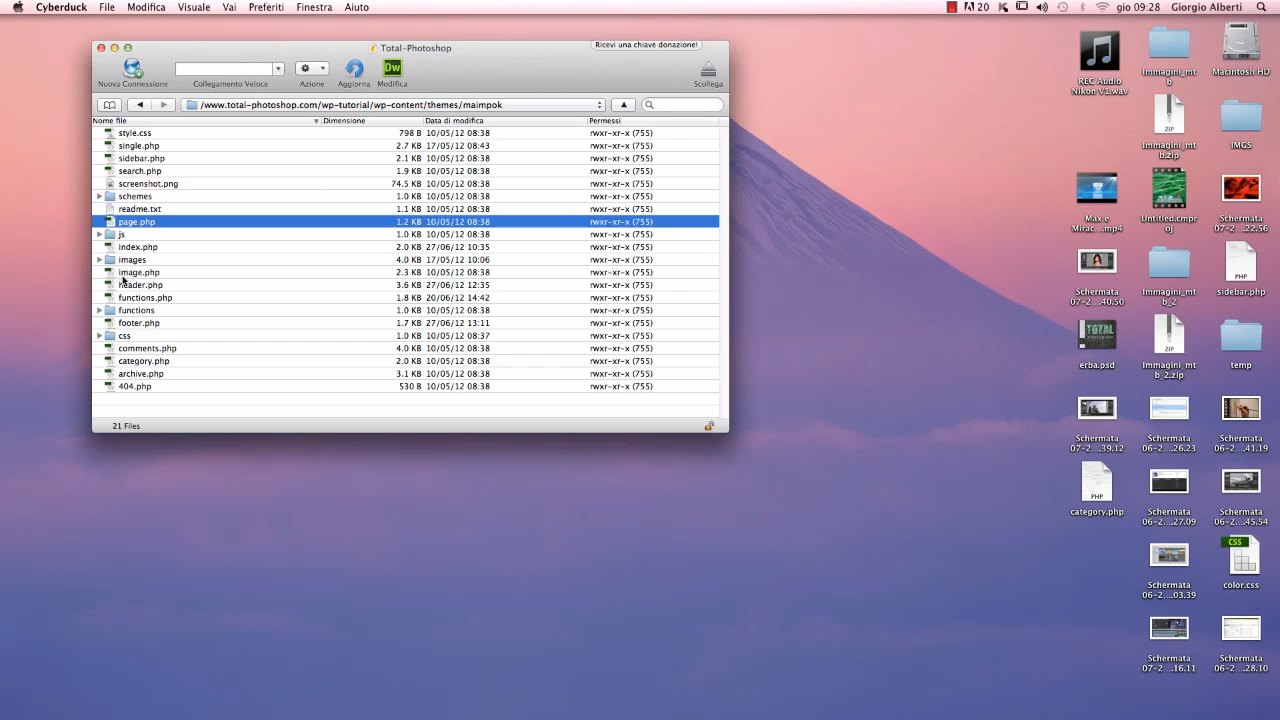 Cyberduck File Modifica Visuale Vai Preferiti Finestra Aiuto 20 gio 09:28 Giorgio Alberti
Total-Photoshop
Ricevi una chiave donazione!
Dw
Nuova Connessione Collegamento Veloce Azione Aggiorna Modifica Scollega
/www.total-photoshop.com/wp-tutorial/wp-content/themes/maimpok
Nome file Dimensione Data di modifica Permessi
style.css 798 B 10/05/12 08:38 rwxr-xr-x (755)
single.php 2.7 KB 17/05/12 08:43 rwxr-xr-x (755)
sidebar.php 2.1 KB 10/05/12 08:38 rwxr-xr-x (755)
search.php 1.9 KB 10/05/12 08:38 rwxr-xr-x (755)
screenshot.png 74.5 KB 10/05/12 08:38 rwxr-xr-x (755)
schemes 1.0 KB 10/05/12 08:38 rwxr-xr-x (755)
readme.txt 1.1 KB 10/05/12 08:38 rwxr-xr-x (755)
page.php 1.2 KB 10/05/12 08:38 rwxr-xr-x (755)
js 1.0 KB 10/05/12 08:38 rwxr-xr-x (755)
index.php 2.0 KB 27/06/12 10:35 rwxr-xr-x (755)
images 4.0 KB 17/05/12 10:06 rwxr-xr-x (755)
image.php 2.3 KB 10/05/12 08:38 rwxr-xr-x (755)
header.php 3.6 KB 27/06/12 12:35 rwxr-xr-x (755)
functions.php 1.8 KB 20/06/12 14:42 rwxr-xr-x (755)
functions 1.0 KB 10/05/12 08:38 rwxr-xr-x (755)
footer.php 1.7 KB 27/06/12 13:11 rwxr-xr-x (755)
css 1.0 KB 10/05/12 08:37 rwxr-xr-x (755)
comments.php 4.0 KB 10/05/12 08:38 rwxr-xr-x (755)
category.php 2.0 KB 10/05/12 08:38 rwxr-xr-x (755)
archive.php 3.1 KB 10/05/12 08:38 rwxr-xr-x (755)
404.php 530 B 10/05/12 08:38 rwxr-xr-x (755)
21 Files
REC Audio
Nikon V1.wav
Immagini_mt
b
Macintosh HD
ZIP
Immagini_mt
b.zip
IMGS
Max e
Mirac....mp4
Untitled.cmpr
oj
Schermata
07-2...22.56
Schermata
07-2...40.50
Immagini_mt
b_2
PHP
sidebar.php
TOTAL
erba.psd
ZIP
Immagini_mt
b_2.zip
temp
Schermata
07-2...39.12
Schermata
06-2...26.23
Schermata
06-2...41.19
PHP
category.php
Schermata
06-2...27.09
Schermata
06-2...45.54
Schermata
06-2...03.39
CSS
color.css
Schermata
07-2...16.11
Schermata
06-2...28.10